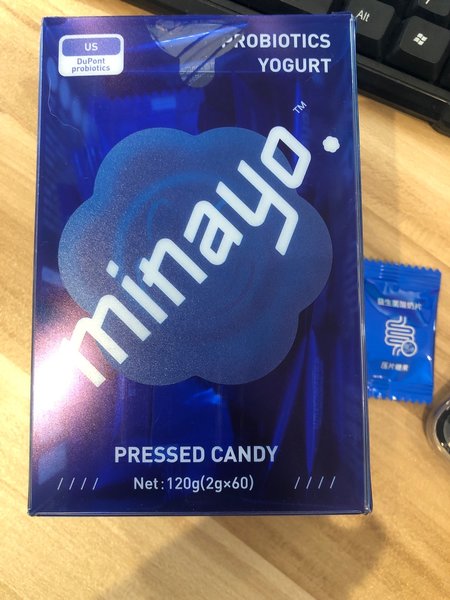 US
DuPont
probiotics
PROBIOTICS
YOGURT
minayo
TM
PRESSED CANDY
Net:120g(2g×60)
////
////
益生菌酸奶片
压片糖果
Alt